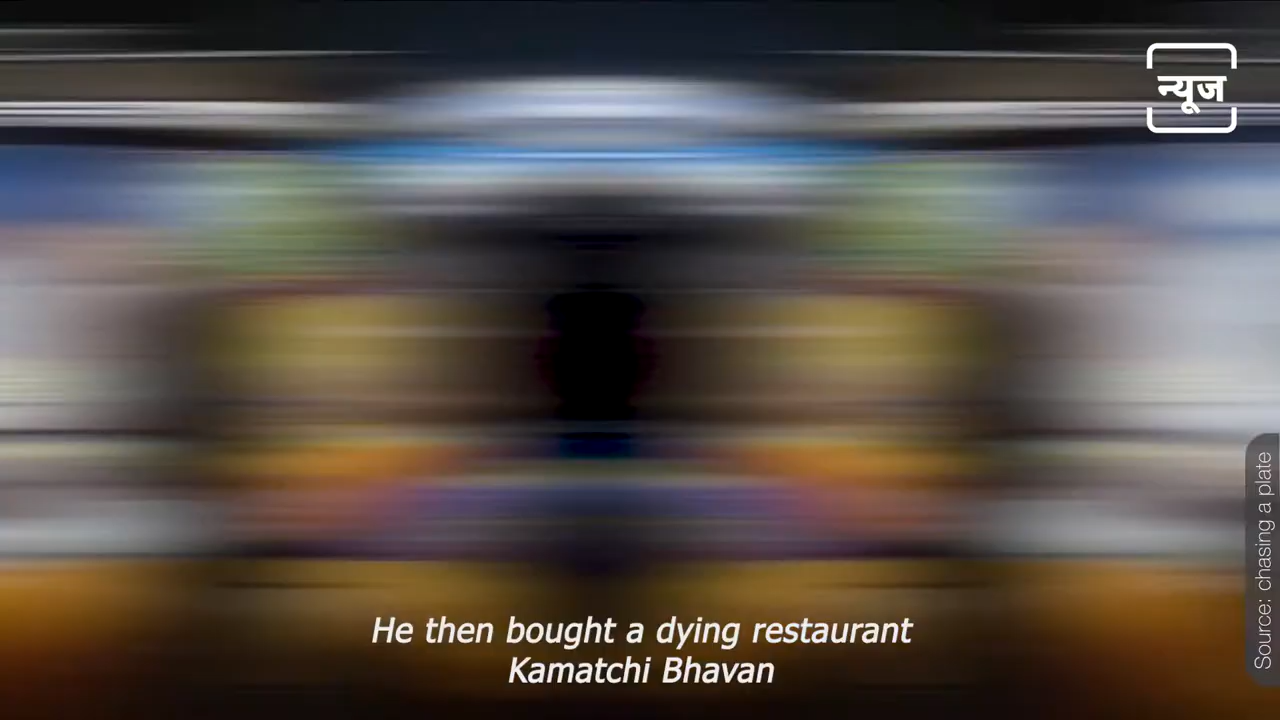 न्यूज
He then bought a dying restaurant
Kamatchi Bhavan
Source: chasing a plate